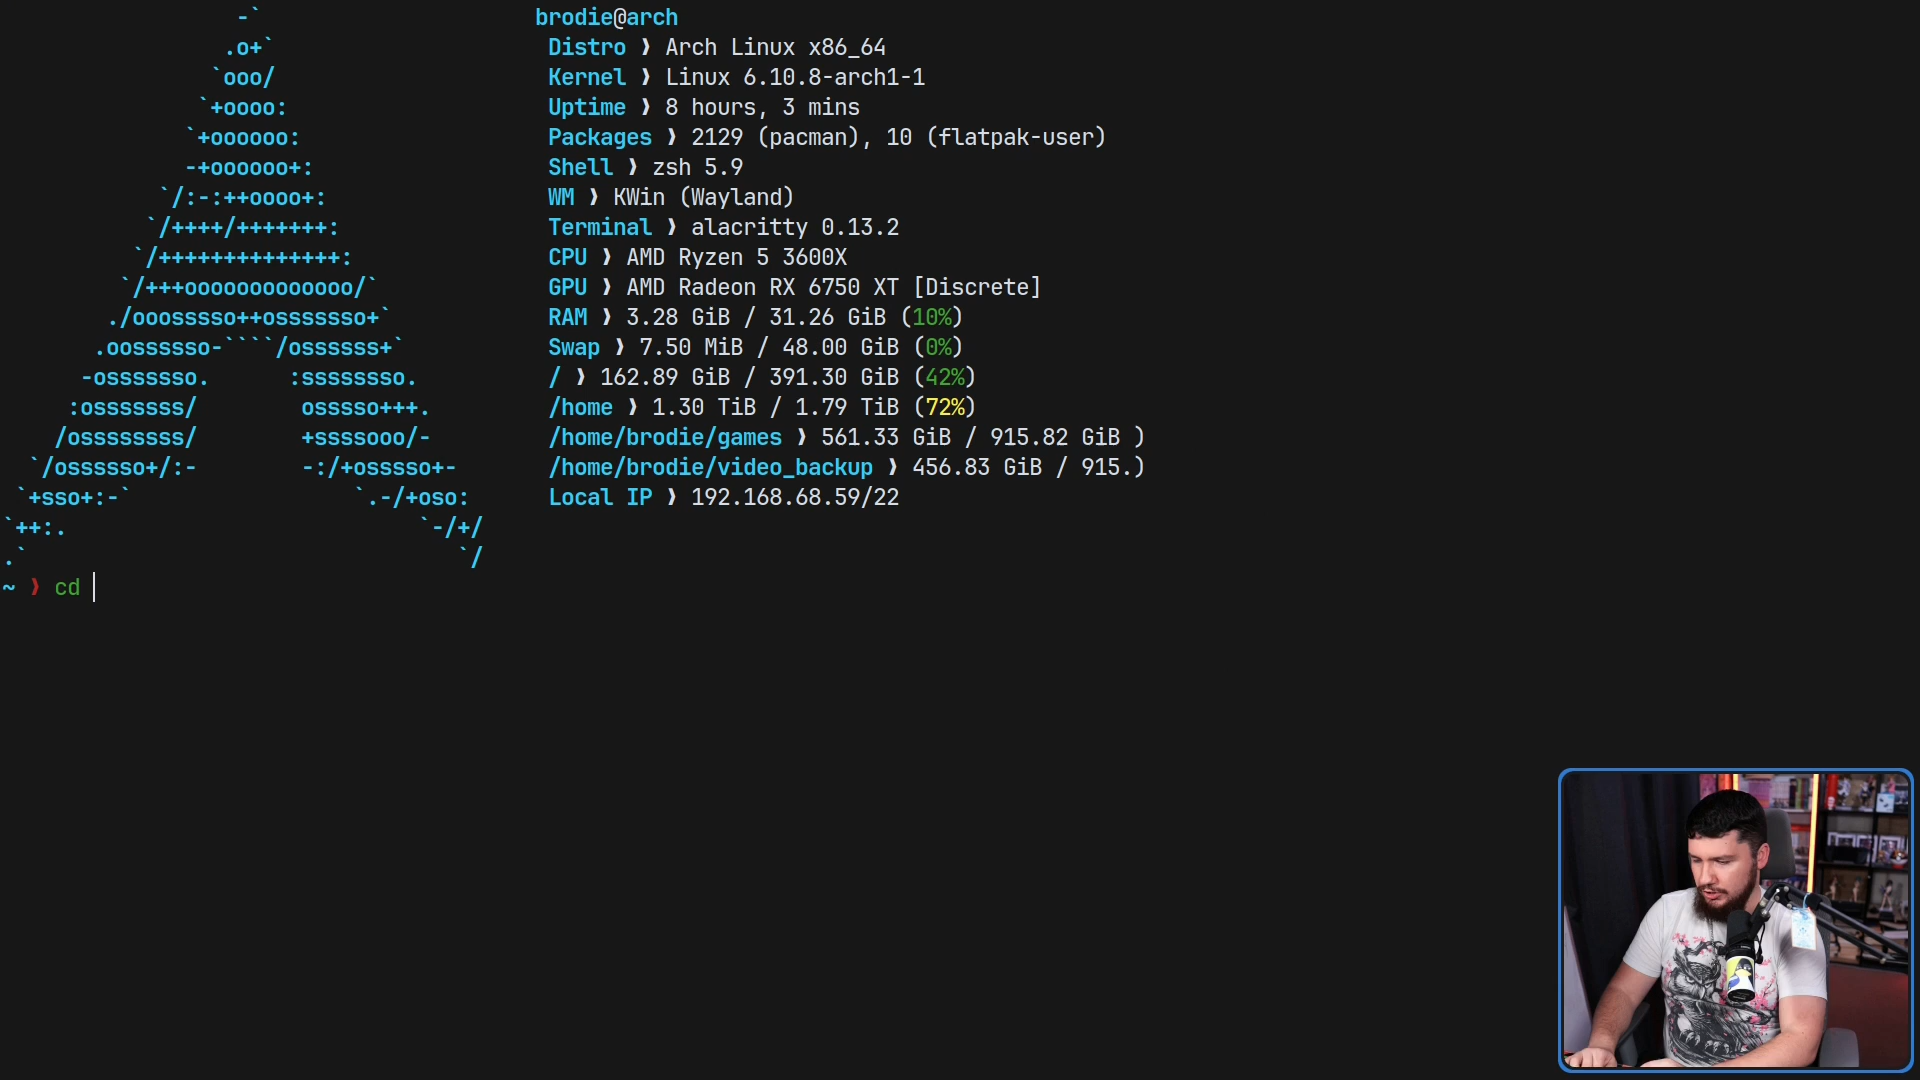 brodie@arch
Distro ❱ Arch Linux x86_64
Kernel ❱ Linux 6.10.8-arch1-1
Uptime ❱ 8 hours, 3 mins
Packages ❱ 2129 (pacman), 10 (flatpak-user)
Shell ❱ zsh 5.9
WM ❱ KWin (Wayland)
Terminal ❱ alacritty 0.13.2
CPU ❱ AMD Ryzen 5 3600X
GPU ❱ AMD Radeon RX 6750 XT [Discrete]
RAM ❱ 3.28 GiB / 31.26 GiB (10%)
Swap ❱ 7.50 MiB / 48.00 GiB (0%)
/ ❱ 162.89 GiB / 391.30 GiB (42%)
/home ❱ 1.30 TiB / 1.79 TiB (72%)
/home/brodie/games ❱ 561.33 GiB / 915.82 GiB )
/home/brodie/video_backup ❱ 456.83 GiB / 915.)
Local IP ❱ 192.168.68.59/22
~ ❱ cd